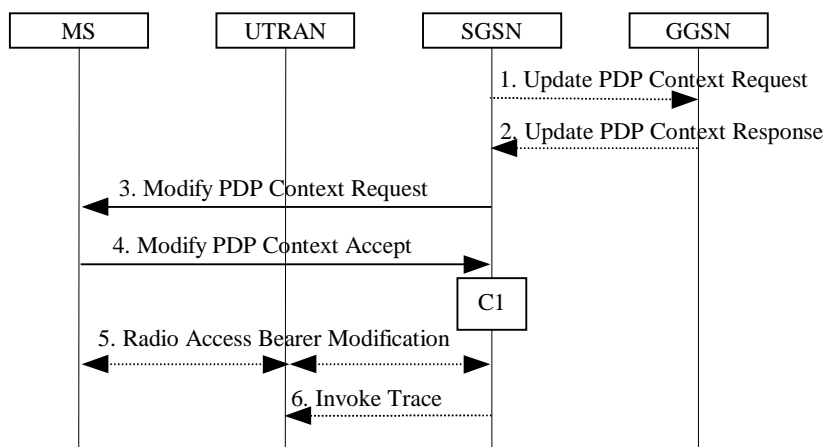 MS
UTRAN
SGSN
GGSN
1. Update PDP Context Request
2. Update PDP Context Response
3. Modify PDP Context Request
4. Modify PDP Context Accept
C1
5. Radio Access Bearer Modification
6. Invoke Trace